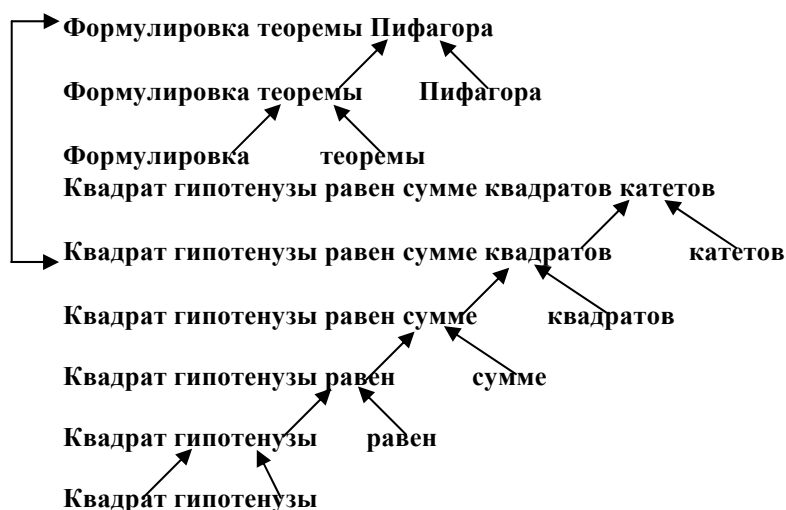 Формулировка теоремы Пифагора
Формулировка теоремы Пифагора
Формулировка теоремы
Квадрат гипотенузы равен сумме квадратов катетов
Квадрат гипотенузы равен сумме квадратов катетов
Квадрат гипотенузы равен сумме квадратов
Квадрат гипотенузы равен сумме
Квадрат гипотенузы равен
Квадрат гипотенузы